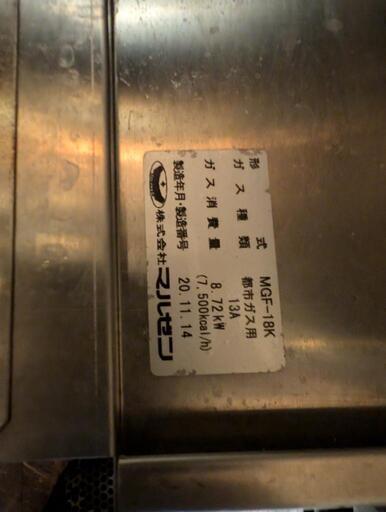 形式 MGF-18K
ガス種類 都市ガス用
13A
ガス消費量 8.72kW
(7,500kcal/h)
製造年月・製造番号 20.11.14
株式会社マルゼン